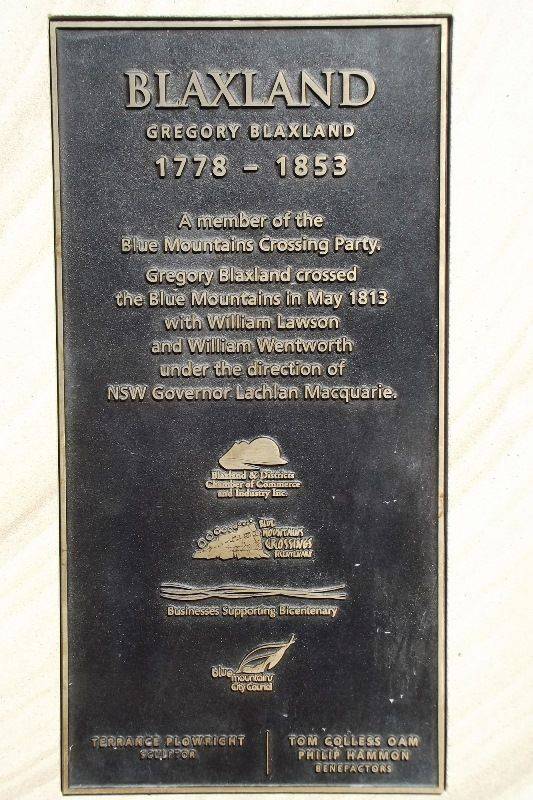 BLAXLAND
GREGORY BLAXLAND
1778 – 1853
A member of the
Blue Mountains Crossing Party.
Gregory Blaxland crossed
the Blue Mountains in May 1813
with William Lawson
and William Wentworth
under the direction of
NSW Governor Lachlan Macquarie.
Blaxland & Districts
Chamber of Commerce
and Industry Inc.
BLUE
MOUNTAINS
CROSSINGS
BICENTENARY
Businesses Supporting Bicentenary
Blue
mountains
City Council
TERRANCE PLOWRIGHT
SCULPTOR
TOM COLLESS OAM
PHILIP HAMMON
BENEFACTORS